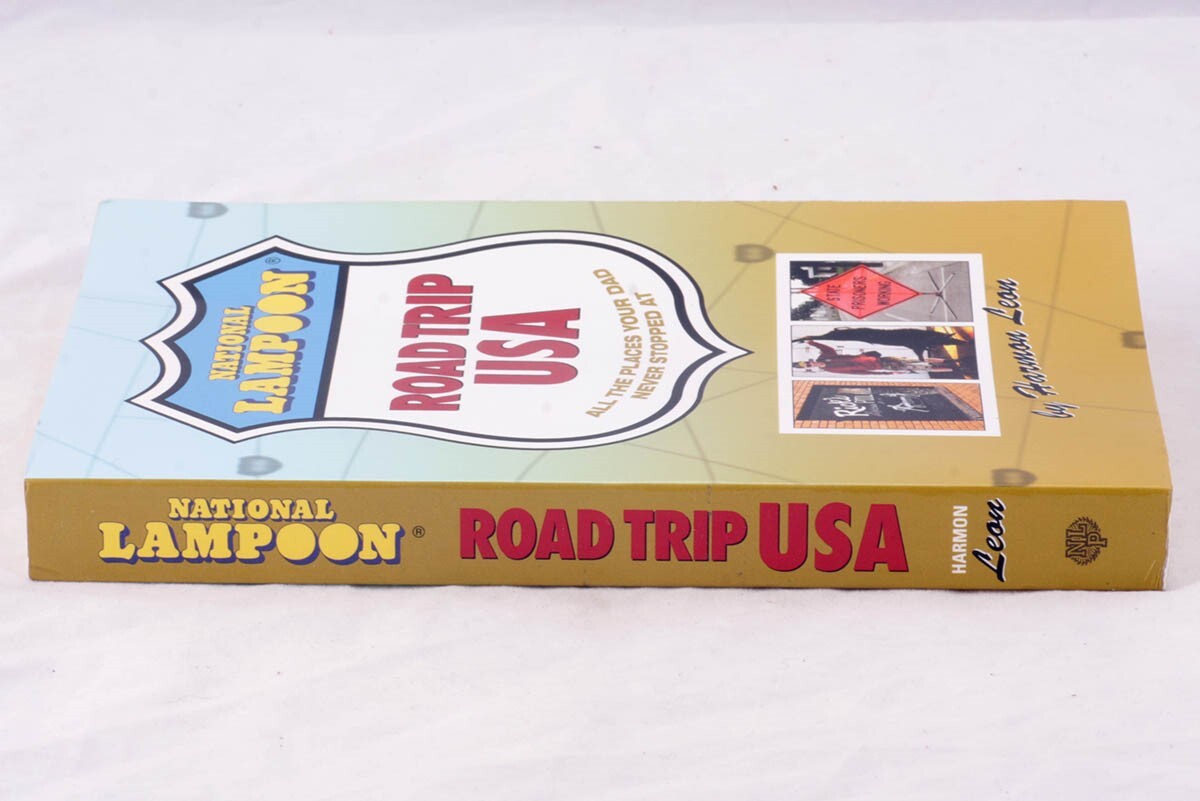 NATIONAL
LAMPOON®
ROAD TRIP
USA
ALL THE PLACES YOUR DAD
NEVER STOPPED AT
STATE
PRISONERS
WORKING
by Harmon Leon
NATIONAL
LAMPOON®
ROAD TRIP USA
HARMON
Leon
NLP